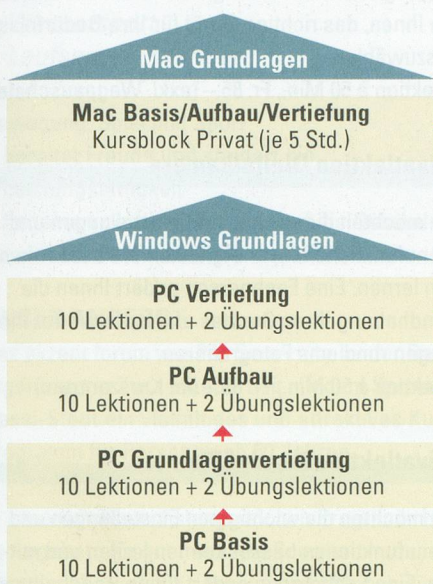 Mac Grundlagen
Mac Basis/Aufbau/Vertiefung
Kursblock Privat (je 5 Std.)
Windows Grundlagen
PC Vertiefung
10 Lektionen + 2 Übungslektionen
PC Aufbau
10 Lektionen + 2 Übungslektionen
PC Grundlagenvertiefung
10 Lektionen + 2 Übungslektionen
PC Basis
10 Lektionen + 2 Übungslektionen